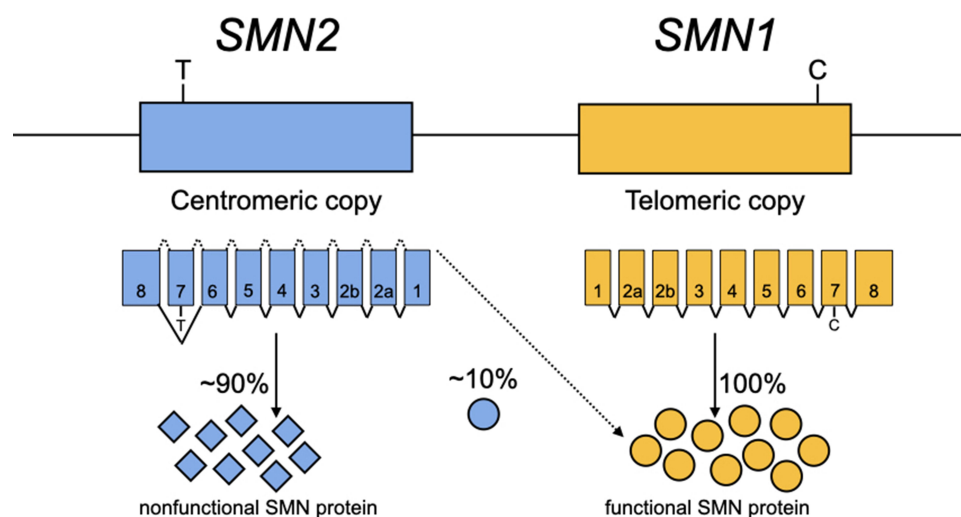 SMN2 SMN1
T C
Centromeric copy Telomeric copy
8 7 6 5 4 3 2b 2a 1 1 2a 2b 3 4 5 6 7 8
T C
~90% ~10% 100%
nonfunctional SMN protein functional SMN protein